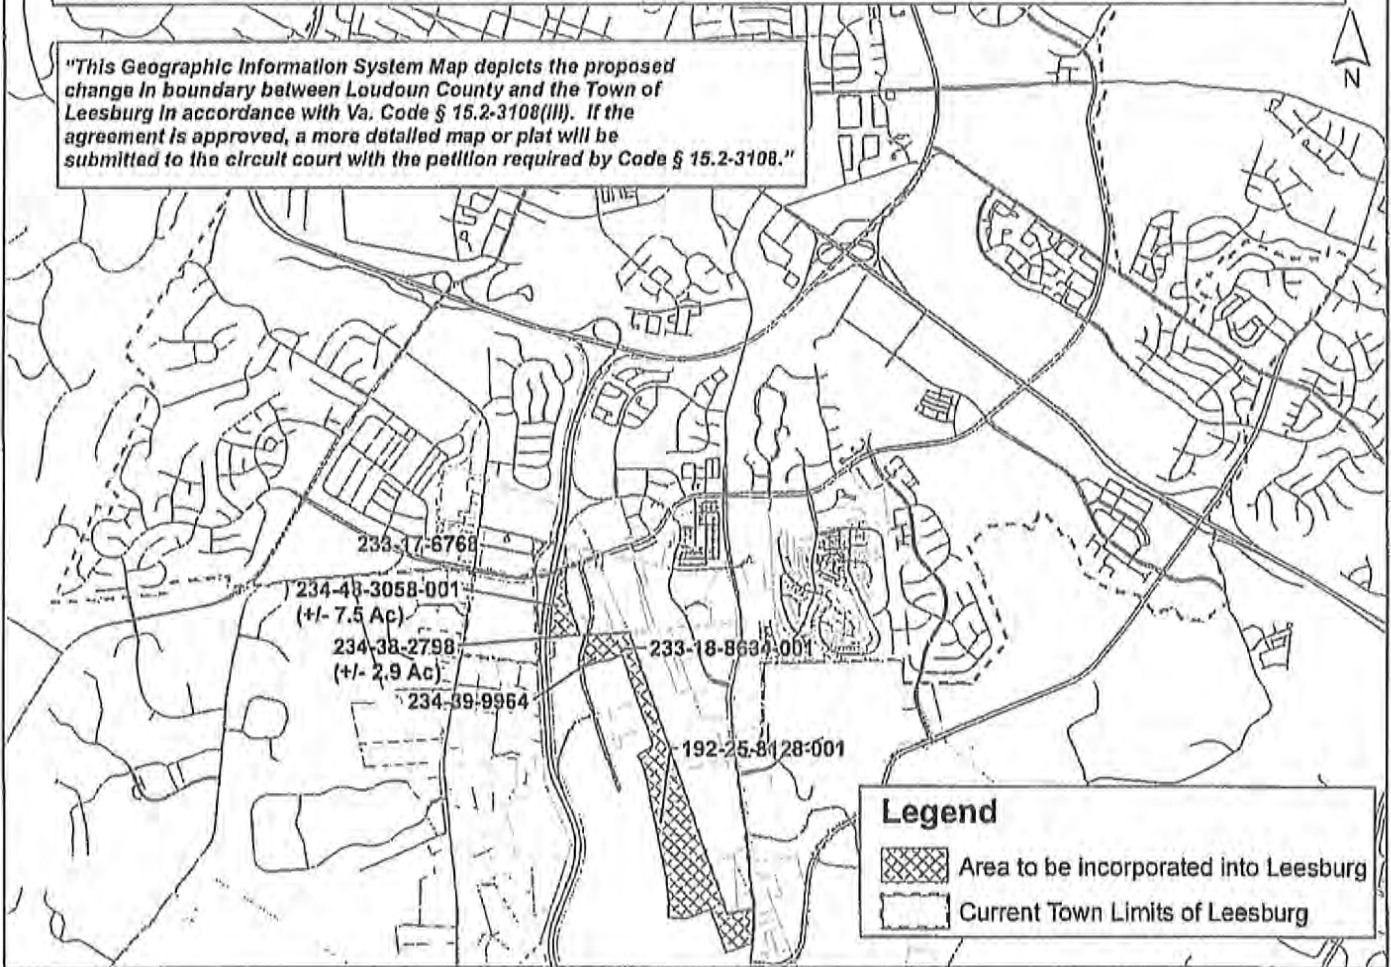 "This Geographic Information System Map depicts the proposed
change in boundary between Loudoun County and the Town of
Leesburg in accordance with Va. Code § 15.2-3108(iii). If the
agreement is approved, a more detailed map or plat will be
submitted to the circuit court with the petition required by Code § 15.2-3108."
N
233-17-6768
234-48-3058-001
(+/- 7.5 Ac)
234-38-2798
(+/- 2.9 Ac)
233-18-8634-001
234-39-9964
192-25-8128-001
Legend
Area to be incorporated into Leesburg
Current Town Limits of Leesburg